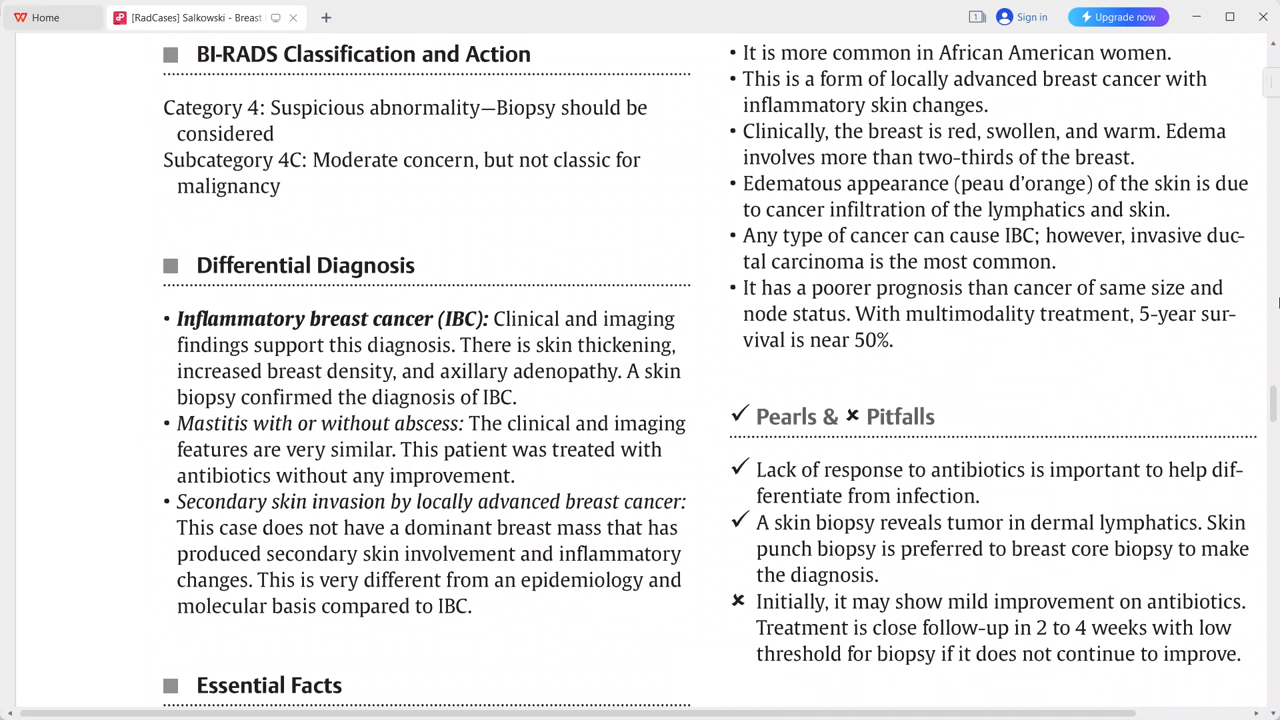 Home
[RadCases] Salkowski - Breast
1
Sign in
Upgrade now
BI-RADS Classification and Action
Category 4: Suspicious abnormality—Biopsy should be
considered
Subcategory 4C: Moderate concern, but not classic for
malignancy
Differential Diagnosis
• Inflammatory breast cancer (IBC): Clinical and imaging
findings support this diagnosis. There is skin thickening,
increased breast density, and axillary adenopathy. A skin
biopsy confirmed the diagnosis of IBC.
• Mastitis with or without abscess: The clinical and imaging
features are very similar. This patient was treated with
antibiotics without any improvement.
• Secondary skin invasion by locally advanced breast cancer:
This case does not have a dominant breast mass that has
produced secondary skin involvement and inflammatory
changes. This is very different from an epidemiology and
molecular basis compared to IBC.
Essential Facts
• It is more common in African American women.
• This is a form of locally advanced breast cancer with
inflammatory skin changes.
• Clinically, the breast is red, swollen, and warm. Edema
involves more than two-thirds of the breast.
• Edematous appearance (peau d’orange) of the skin is due
to cancer infiltration of the lymphatics and skin.
• Any type of cancer can cause IBC; however, invasive duc-
tal carcinoma is the most common.
• It has a poorer prognosis than cancer of same size and
node status. With multimodality treatment, 5-year sur-
vival is near 50%.
✓ Pearls & ✘ Pitfalls
✓ Lack of response to antibiotics is important to help dif-
ferentiate from infection.
✓ A skin biopsy reveals tumor in dermal lymphatics. Skin
punch biopsy is preferred to breast core biopsy to make
the diagnosis.
✘ Initially, it may show mild improvement on antibiotics.
Treatment is close follow-up in 2 to 4 weeks with low
threshold for biopsy if it does not continue to improve.